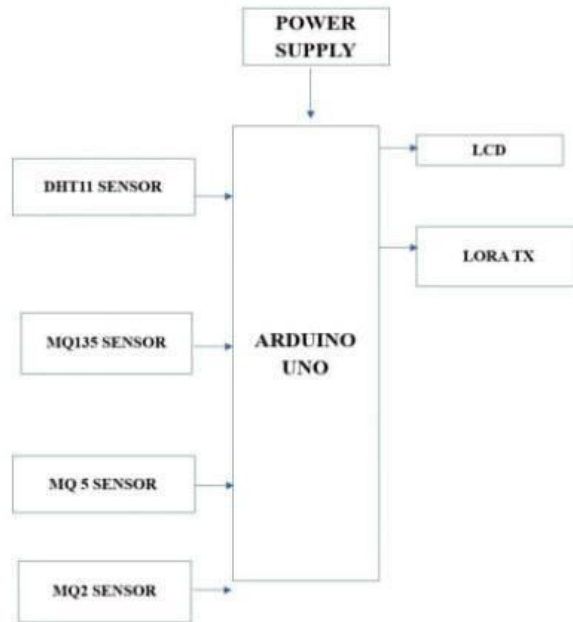 POWER
SUPPLY
LCD
DHT11 SENSOR
LORA TX
MQ135 SENSOR
ARDUINO
UNO
MQ 5 SENSOR
MQ2 SENSOR